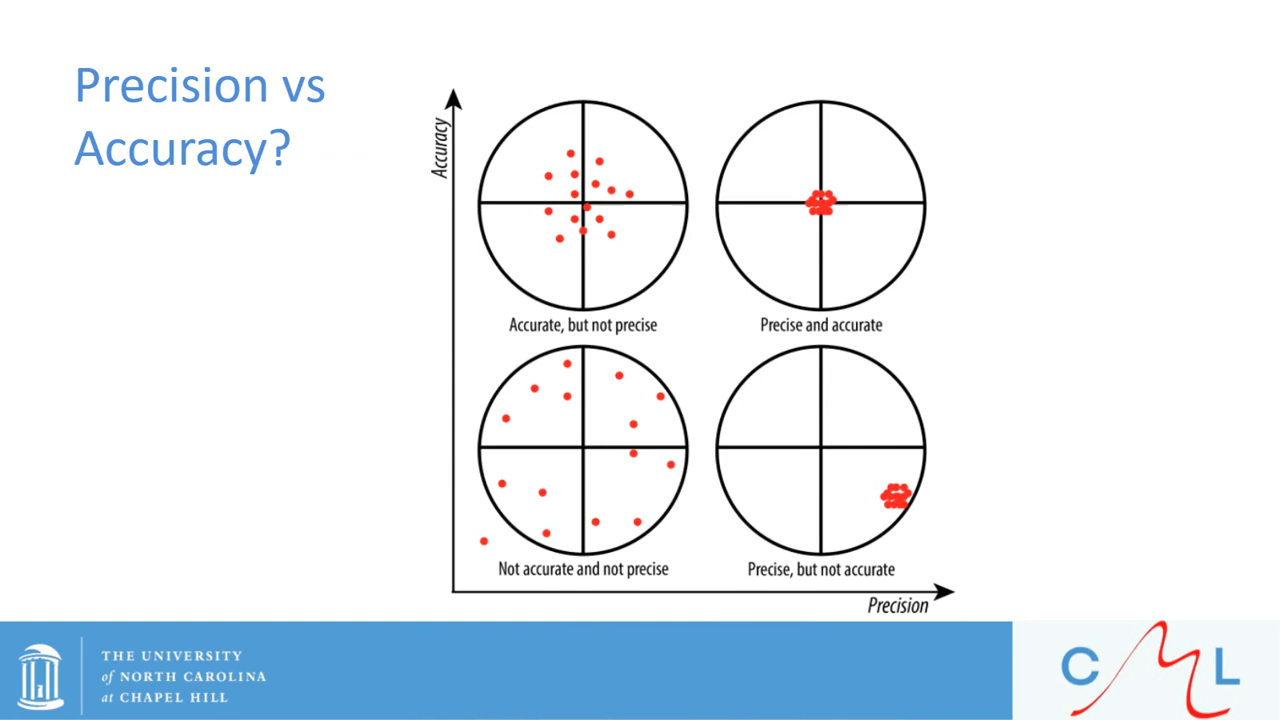 Precision vs
Accuracy?
Accuracy
Accurate, but not precise
Precise and accurate
Not accurate and not precise
Precise, but not accurate
Precision
THE UNIVERSITY
of NORTH CAROLINA
at CHAPEL HILL
CML